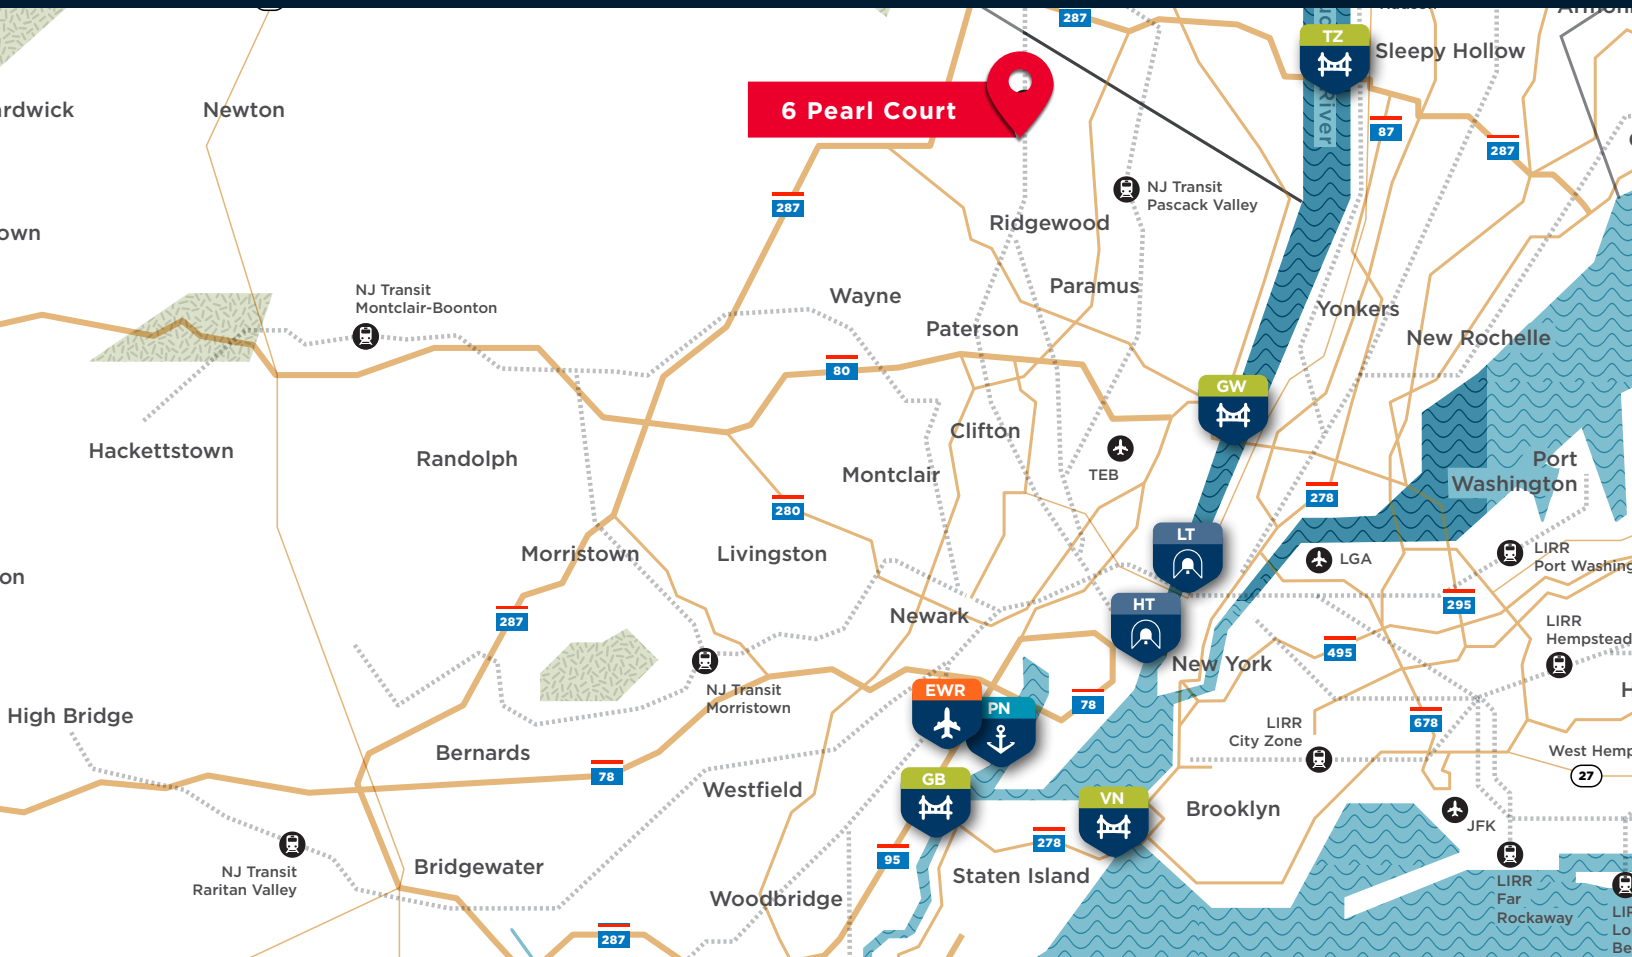 287
TZ
Sleepy Hollow
River
6 Pearl Court
Newton
87
287
NJ Transit
Pascack Valley
287
Ridgewood
Paramus
NJ Transit
Montclair-Boonton
Wayne
Yonkers
Paterson
New Rochelle
80
GW
Clifton
Hackettstown
Randolph
Montclair
TEB
Port
Washington
278
280
LT
Morristown
Livingston
LGA
LIRR
Port Washing
HT
295
287
Newark
LIRR
Hempstead
495
New York
NJ Transit
Morristown
EWR
PN
78
High Bridge
LIRR
City Zone
678
Bernards
West Hemp
27
78
Westfield
GB
VN
Brooklyn
JFK
278
95
Bridgewater
NJ Transit
Raritan Valley
Staten Island
Woodbridge
LIRR
Far
Rockaway
287